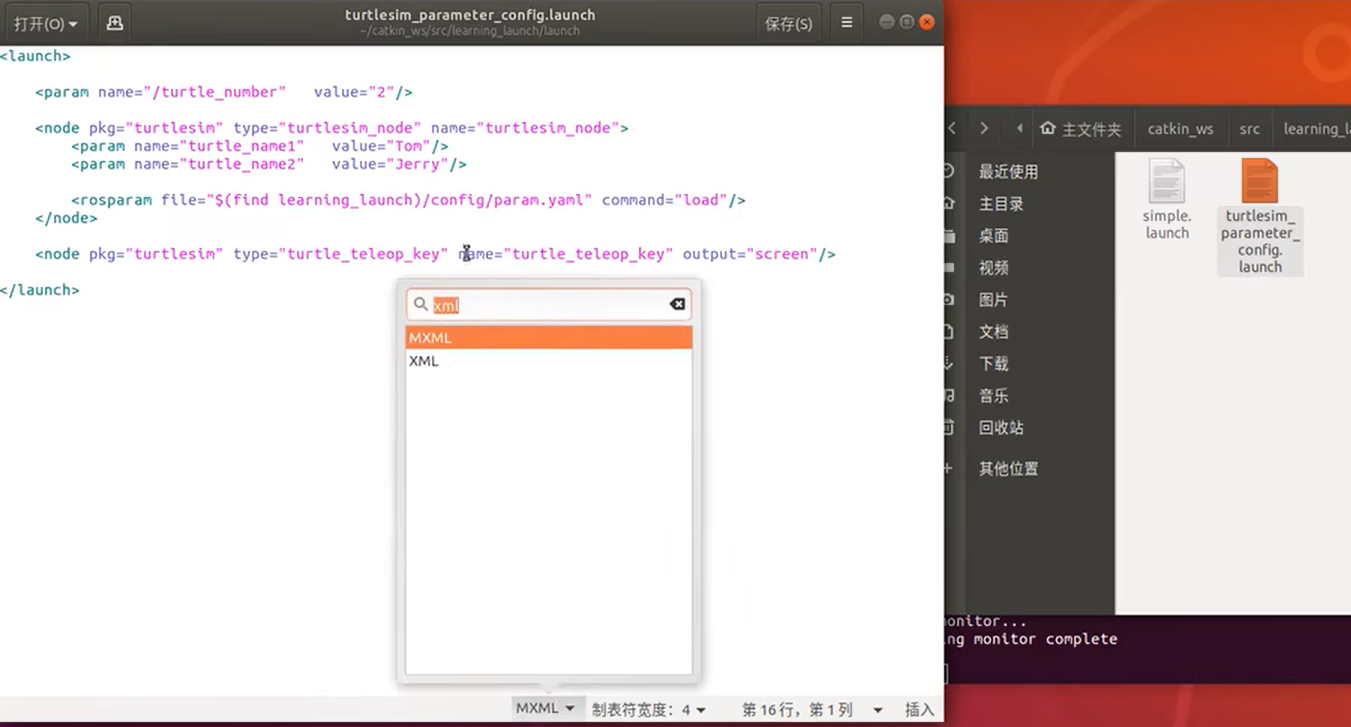 打开(O)
turtlesim_parameter_config.launch
~/catkin_ws/src/learning_launch/launch
保存(S)
<launch>
<param name="/turtle_number" value="2"/>
<node pkg="turtlesim" type="turtlesim_node" name="turtlesim_node">
<param name="turtle_name1" value="Tom"/>
<param name="turtle_name2" value="Jerry"/>
<rosparam file="$(find learning_launch)/config/param.yaml" command="load"/>
</node>
<node pkg="turtlesim" type="turtle_teleop_key" name="turtle_teleop_key" output="screen"/>
</launch>
xml
MXML
XML
MXML
制表符宽度：4
第 16 行，第 1 列
插入
主文件夹
catkin_ws
src
learning_la
最近使用
主目录
桌面
视频
图片
文档
下载
音乐
回收站
其他位置
simple.
launch
turtlesim_
parameter_
config.
launch
onitor...
ng monitor complete